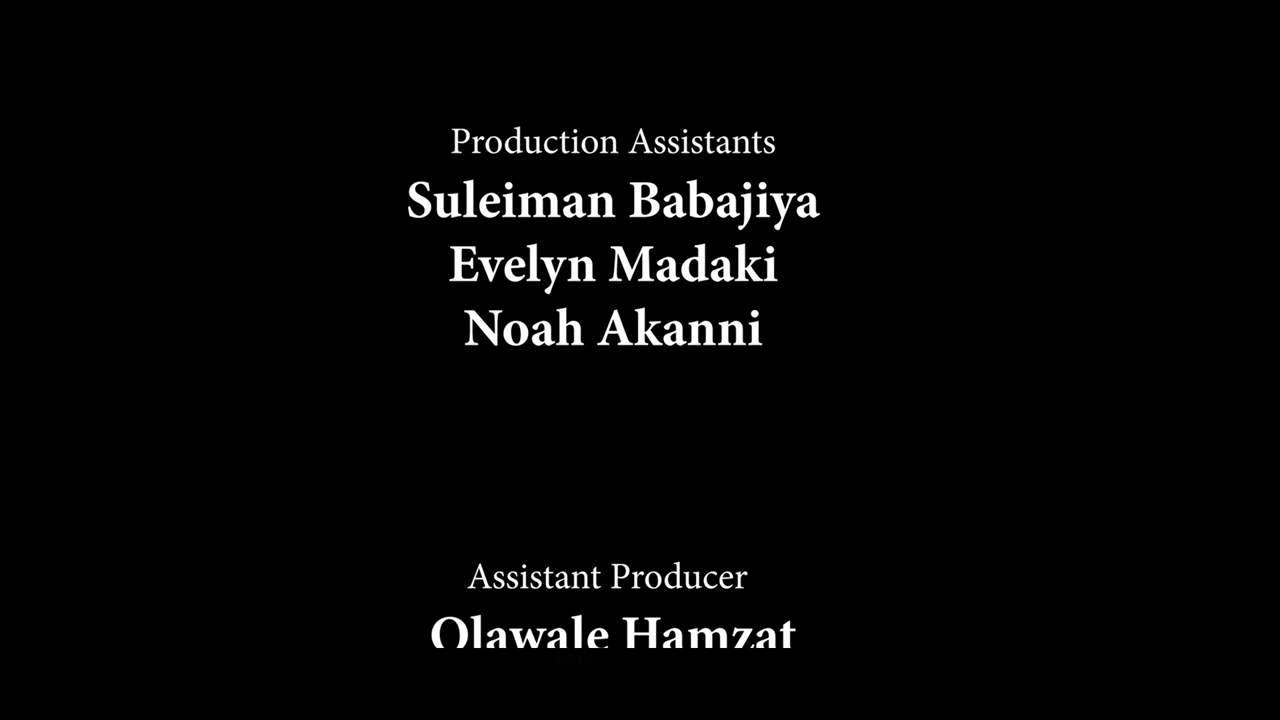 Production Assistants
Suleiman Babajiya
Evelyn Madaki
Noah Akanni
Assistant Producer
Olawale Hamzat